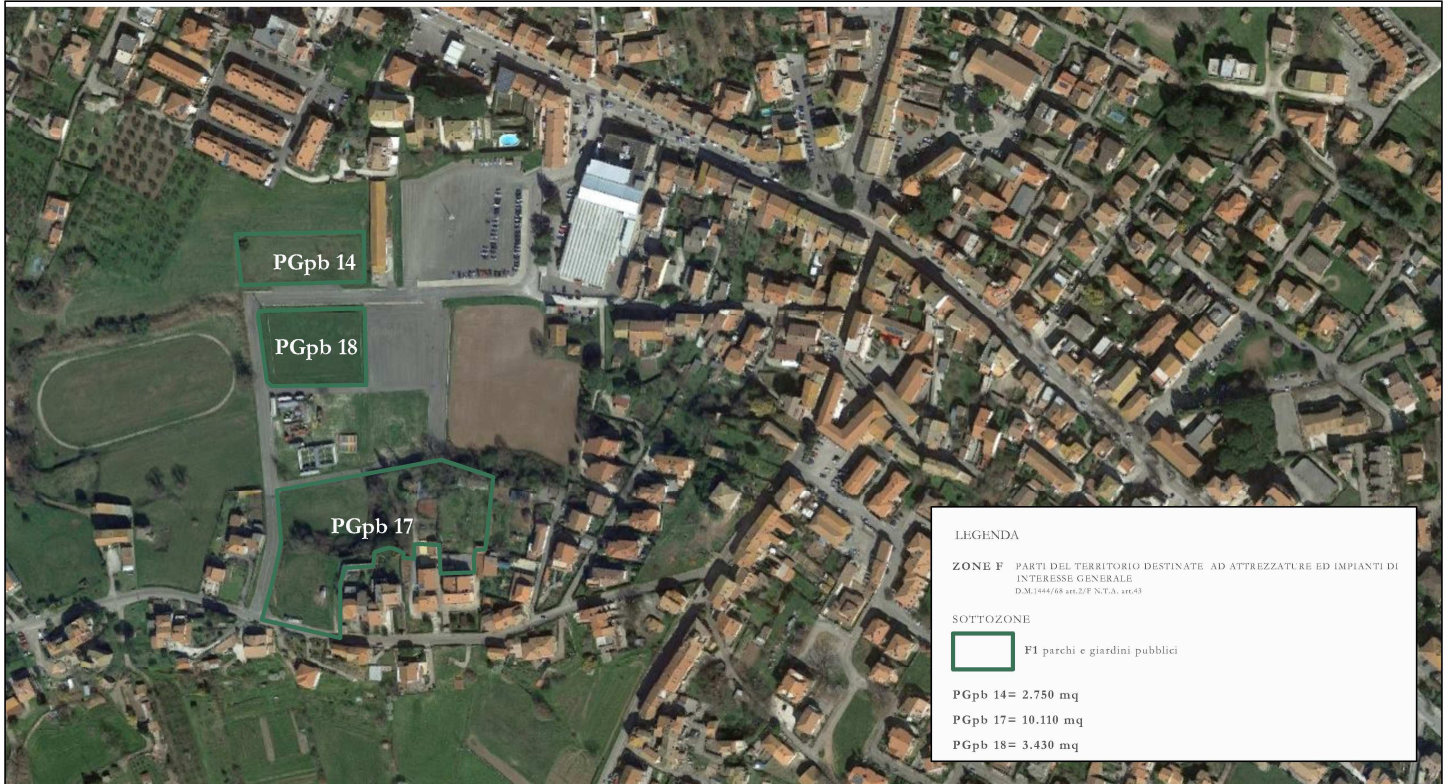 PGpb 14
PGpb 18
PGpb 17
LEGENDA
ZONE F PARTI DEL TERRITORIO DESTINATE AD ATTREZZATURE ED IMPIANTI DI
INTERESSE GENERALE
D.M.1444/68 art.2/F N.T.A. art.43
SOTTOZONE
F1 parchi e giardini pubblici
PGpb 14= 2.750 mq
PGpb 17= 10.110 mq
PGpb 18= 3.430 mq